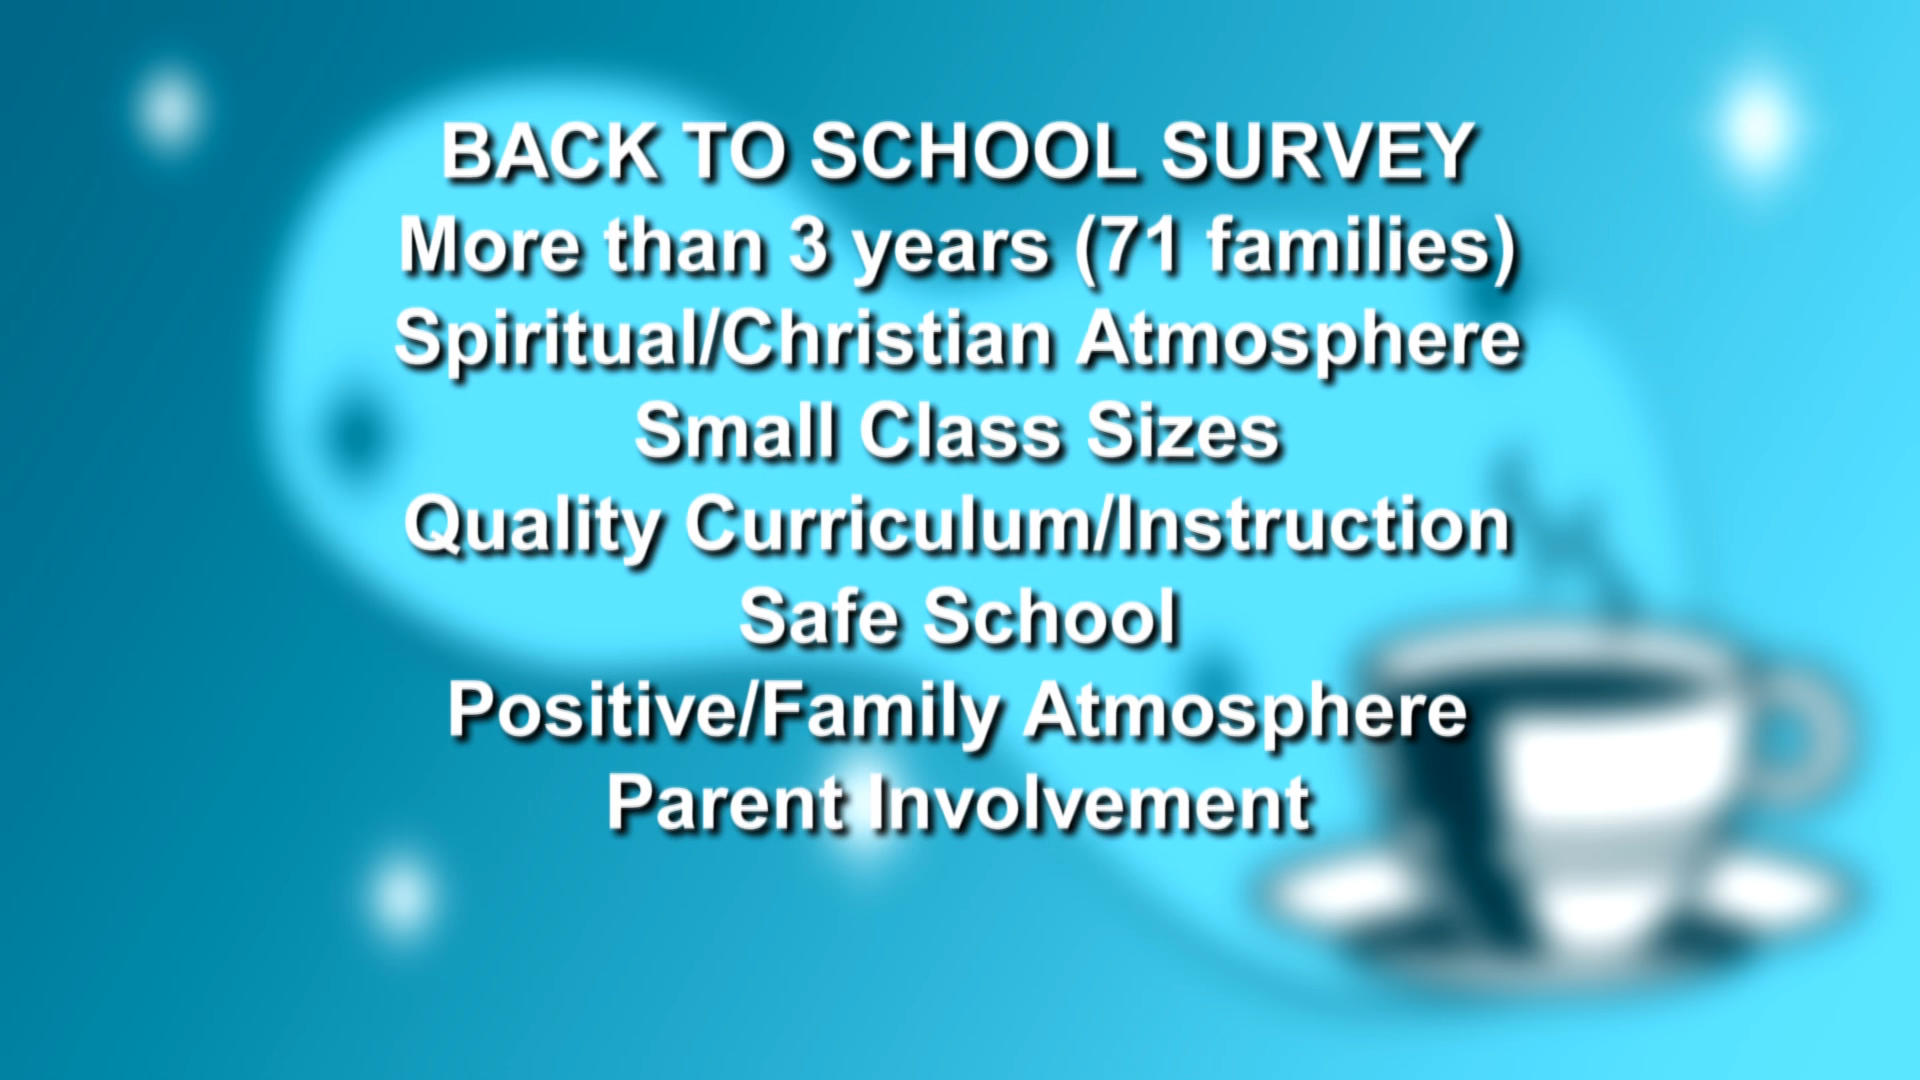 BACK TO SCHOOL SURVEY
More than 3 years (71 families)
Spiritual/Christian Atmosphere
Small Class Sizes
Quality Curriculum/Instruction
Safe School
Positive/Family Atmosphere
Parent Involvement